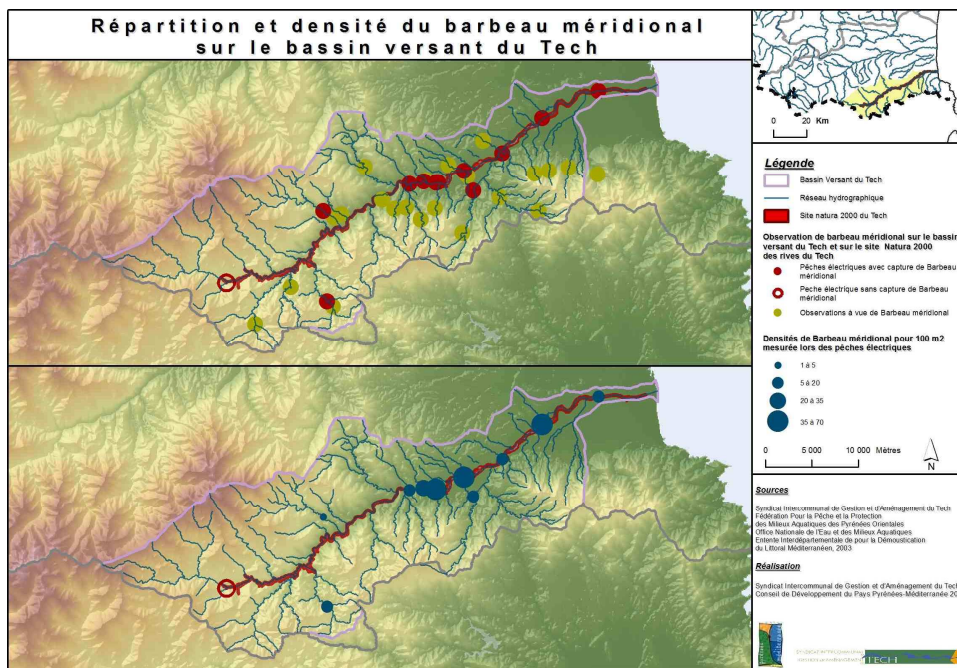 Répartition et densité du barbeau méridional
sur le bassin versant du Tech
0 20 Km
Légende
Bassin Versant du Tech
Réseau hydrographique
Site natura 2000 du Tech
Observation de barbeau méridional sur le bassin
versant du Tech et sur le site Natura 2000
des rives du Tech
Pêches électriques avec capture de Barbeau
méridional
Peche électrique sans capture de Barbeau
méridional
Observations à vue de Barbeau méridional
Densités de Barbeau méridional pour 100 m2
mesurée lors des pêches électriques
1 à 5
5 à 20
20 à 35
35 à 70
0 5 000 10 000 Mètres
N
Sources
Syndicat Intercommunal de Gestion et d'Aménagement du Tech
Fédération Pour la Pêche et la Protection
des Milieux Aquatiques des Pyrénées Orientales
Office Nationale de l'Eau et des Milieux Aquatiques
Entente Interdépartementale de pour la Démoustication
du Littoral Méditerranéen, 2003
Réalisation
Syndicat Intercommunal de Gestion et d'Aménagement du Tech
Conseil de Développement du Pays Pyrénées-Méditerranée 20
TECH